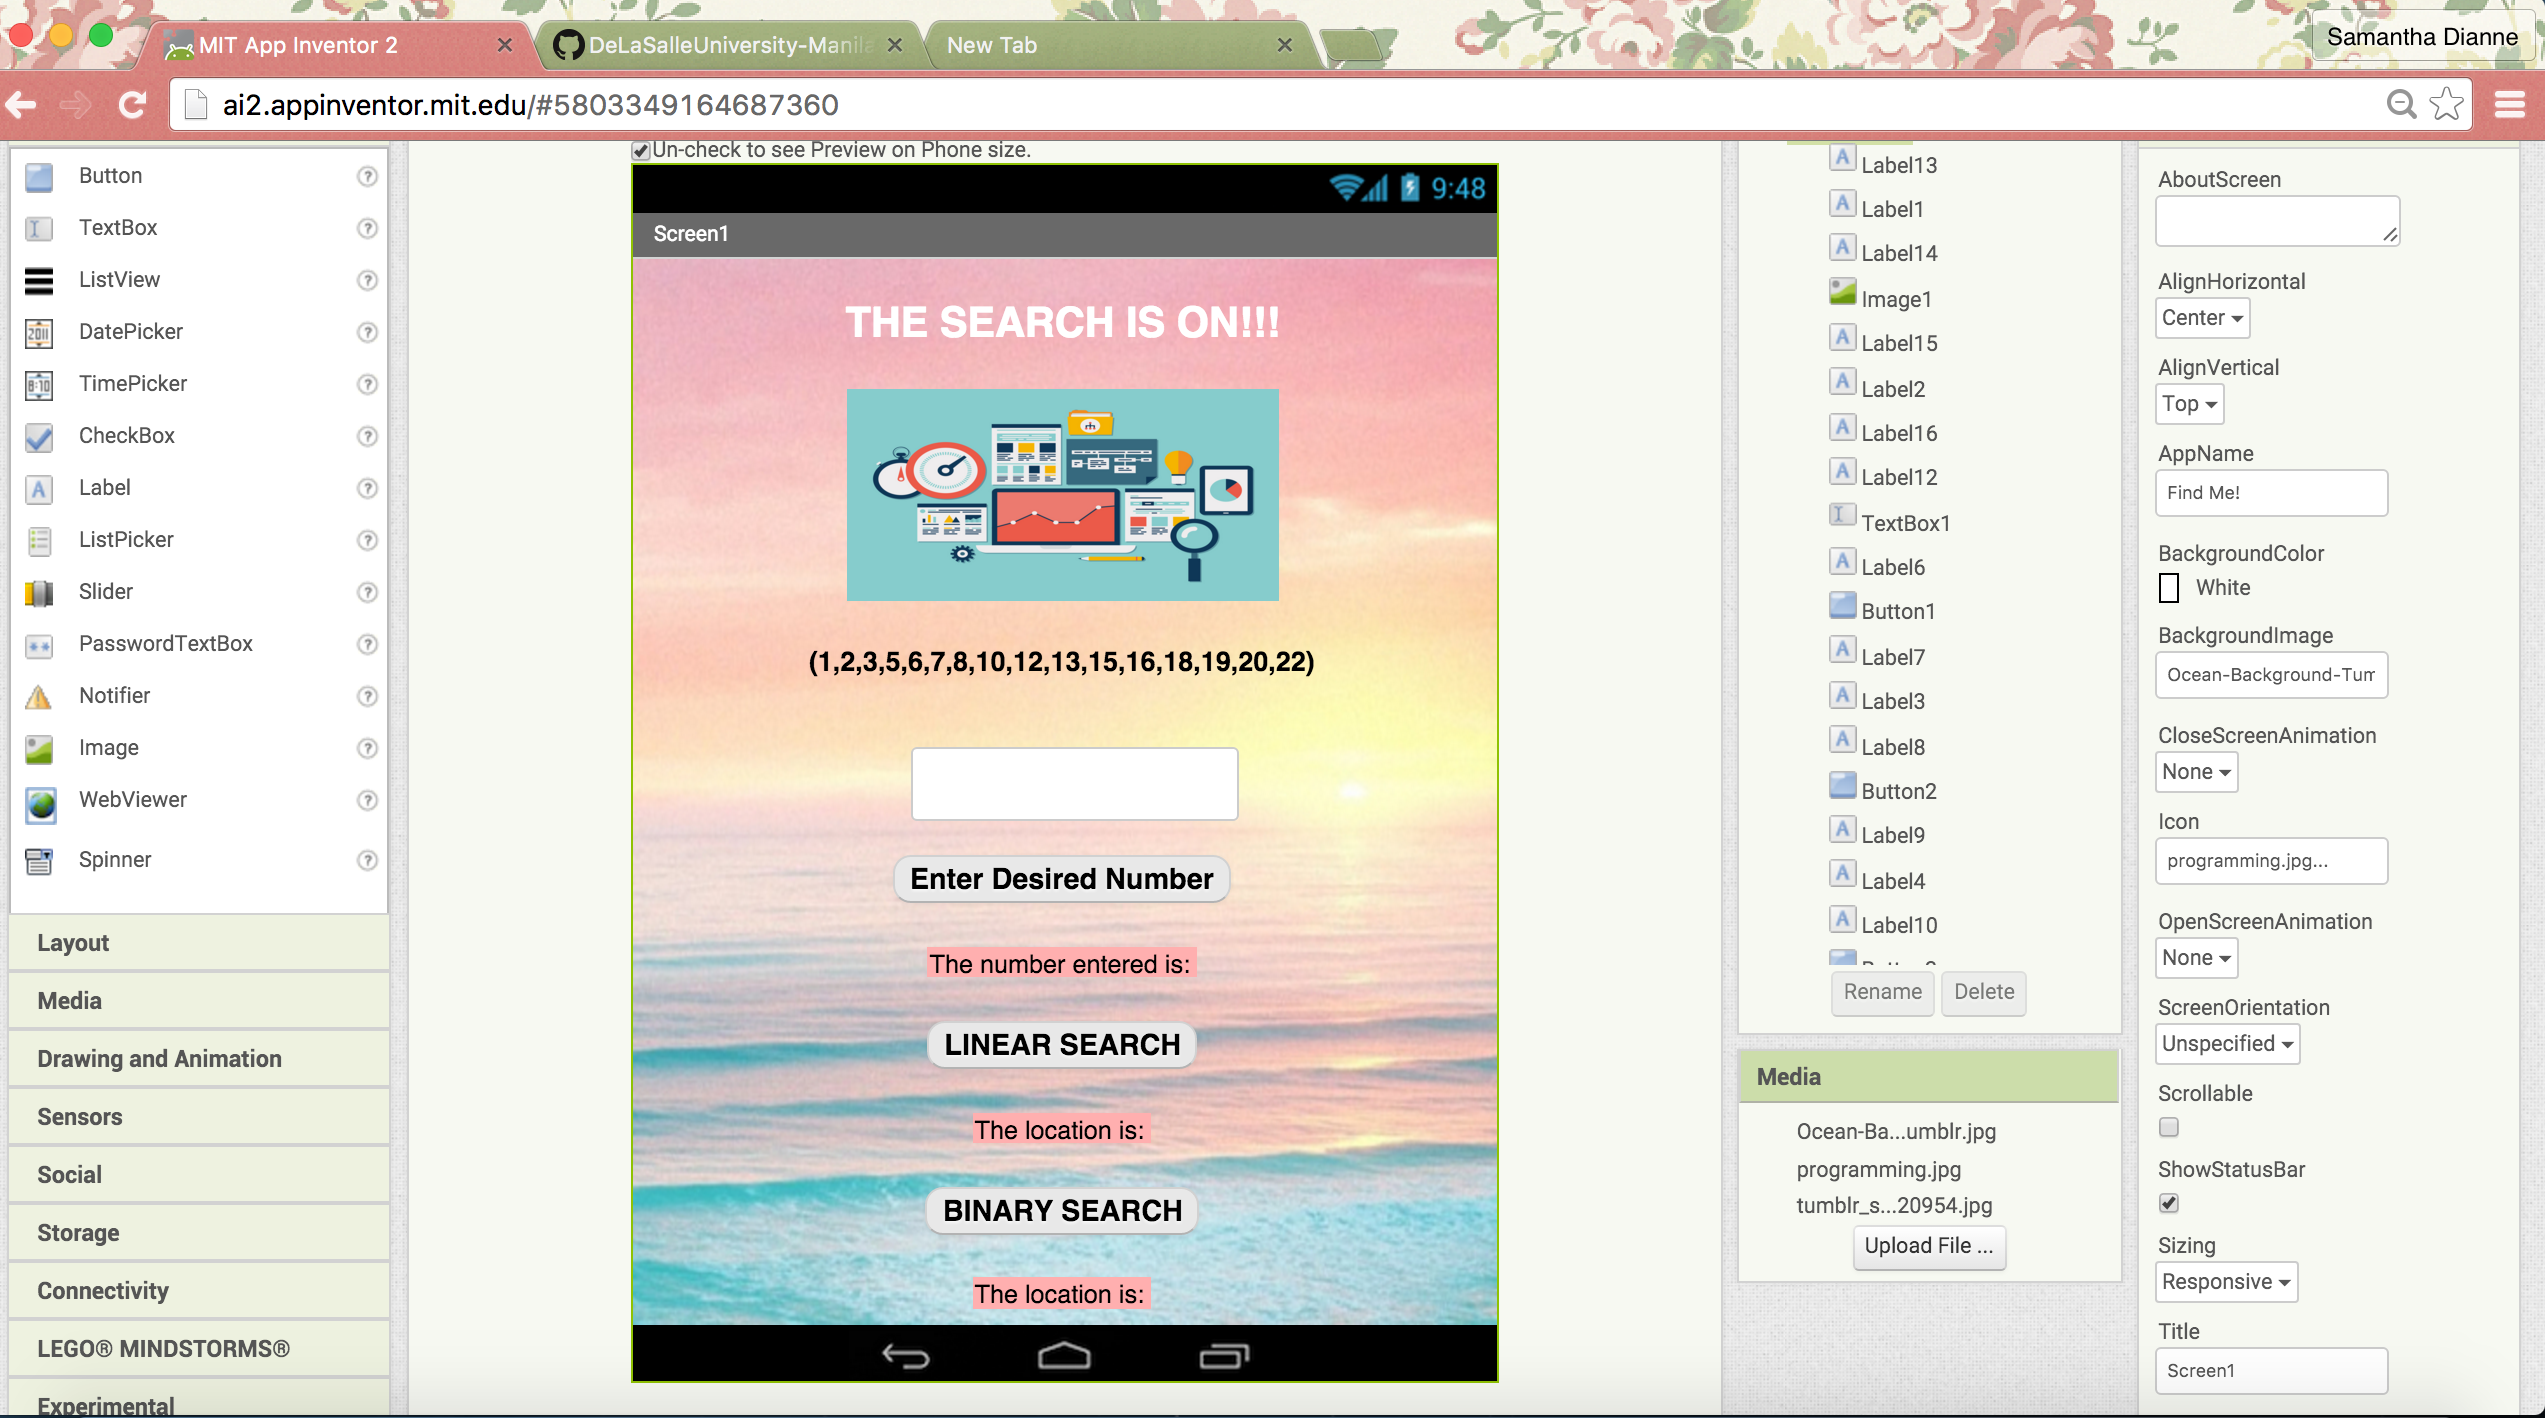 MIT App Inventor 2
DeLaSalleUniversity-Manila
New Tab
Samantha Dianne
ai2.appinventor.mit.edu/#5803349164687360
Button
TextBox
ListView
DatePicker
TimePicker
CheckBox
Label
ListPicker
Slider
PasswordTextBox
Notifier
Image
WebViewer
Spinner
Layout
Media
Drawing and Animation
Sensors
Social
Storage
Connectivity
LEGO® MINDSTORMS®
Experimental
Un-check to see Preview on Phone size.
9:48
Screen1
THE SEARCH IS ON!!!
(1,2,3,5,6,7,8,10,12,13,15,16,18,19,20,22)
Enter Desired Number
The number entered is:
LINEAR SEARCH
The location is:
BINARY SEARCH
The location is:
Label13
Label1
Label14
Image1
Label15
Label2
Label16
Label12
TextBox1
Label6
Button1
Label7
Label3
Label8
Button2
Label9
Label4
Label10
Rename Delete
Media
Ocean-Ba...umblr.jpg
programming.jpg
tumblr_s...20954.jpg
Upload File ...
AboutScreen
AlignHorizontal
Center
AlignVertical
Top
AppName
Find Me!
BackgroundColor
White
BackgroundImage
Ocean-Background-Tum
CloseScreenAnimation
None
Icon
programming.jpg...
OpenScreenAnimation
None
ScreenOrientation
Unspecified
Scrollable
ShowStatusBar
Sizing
Responsive
Title
Screen1